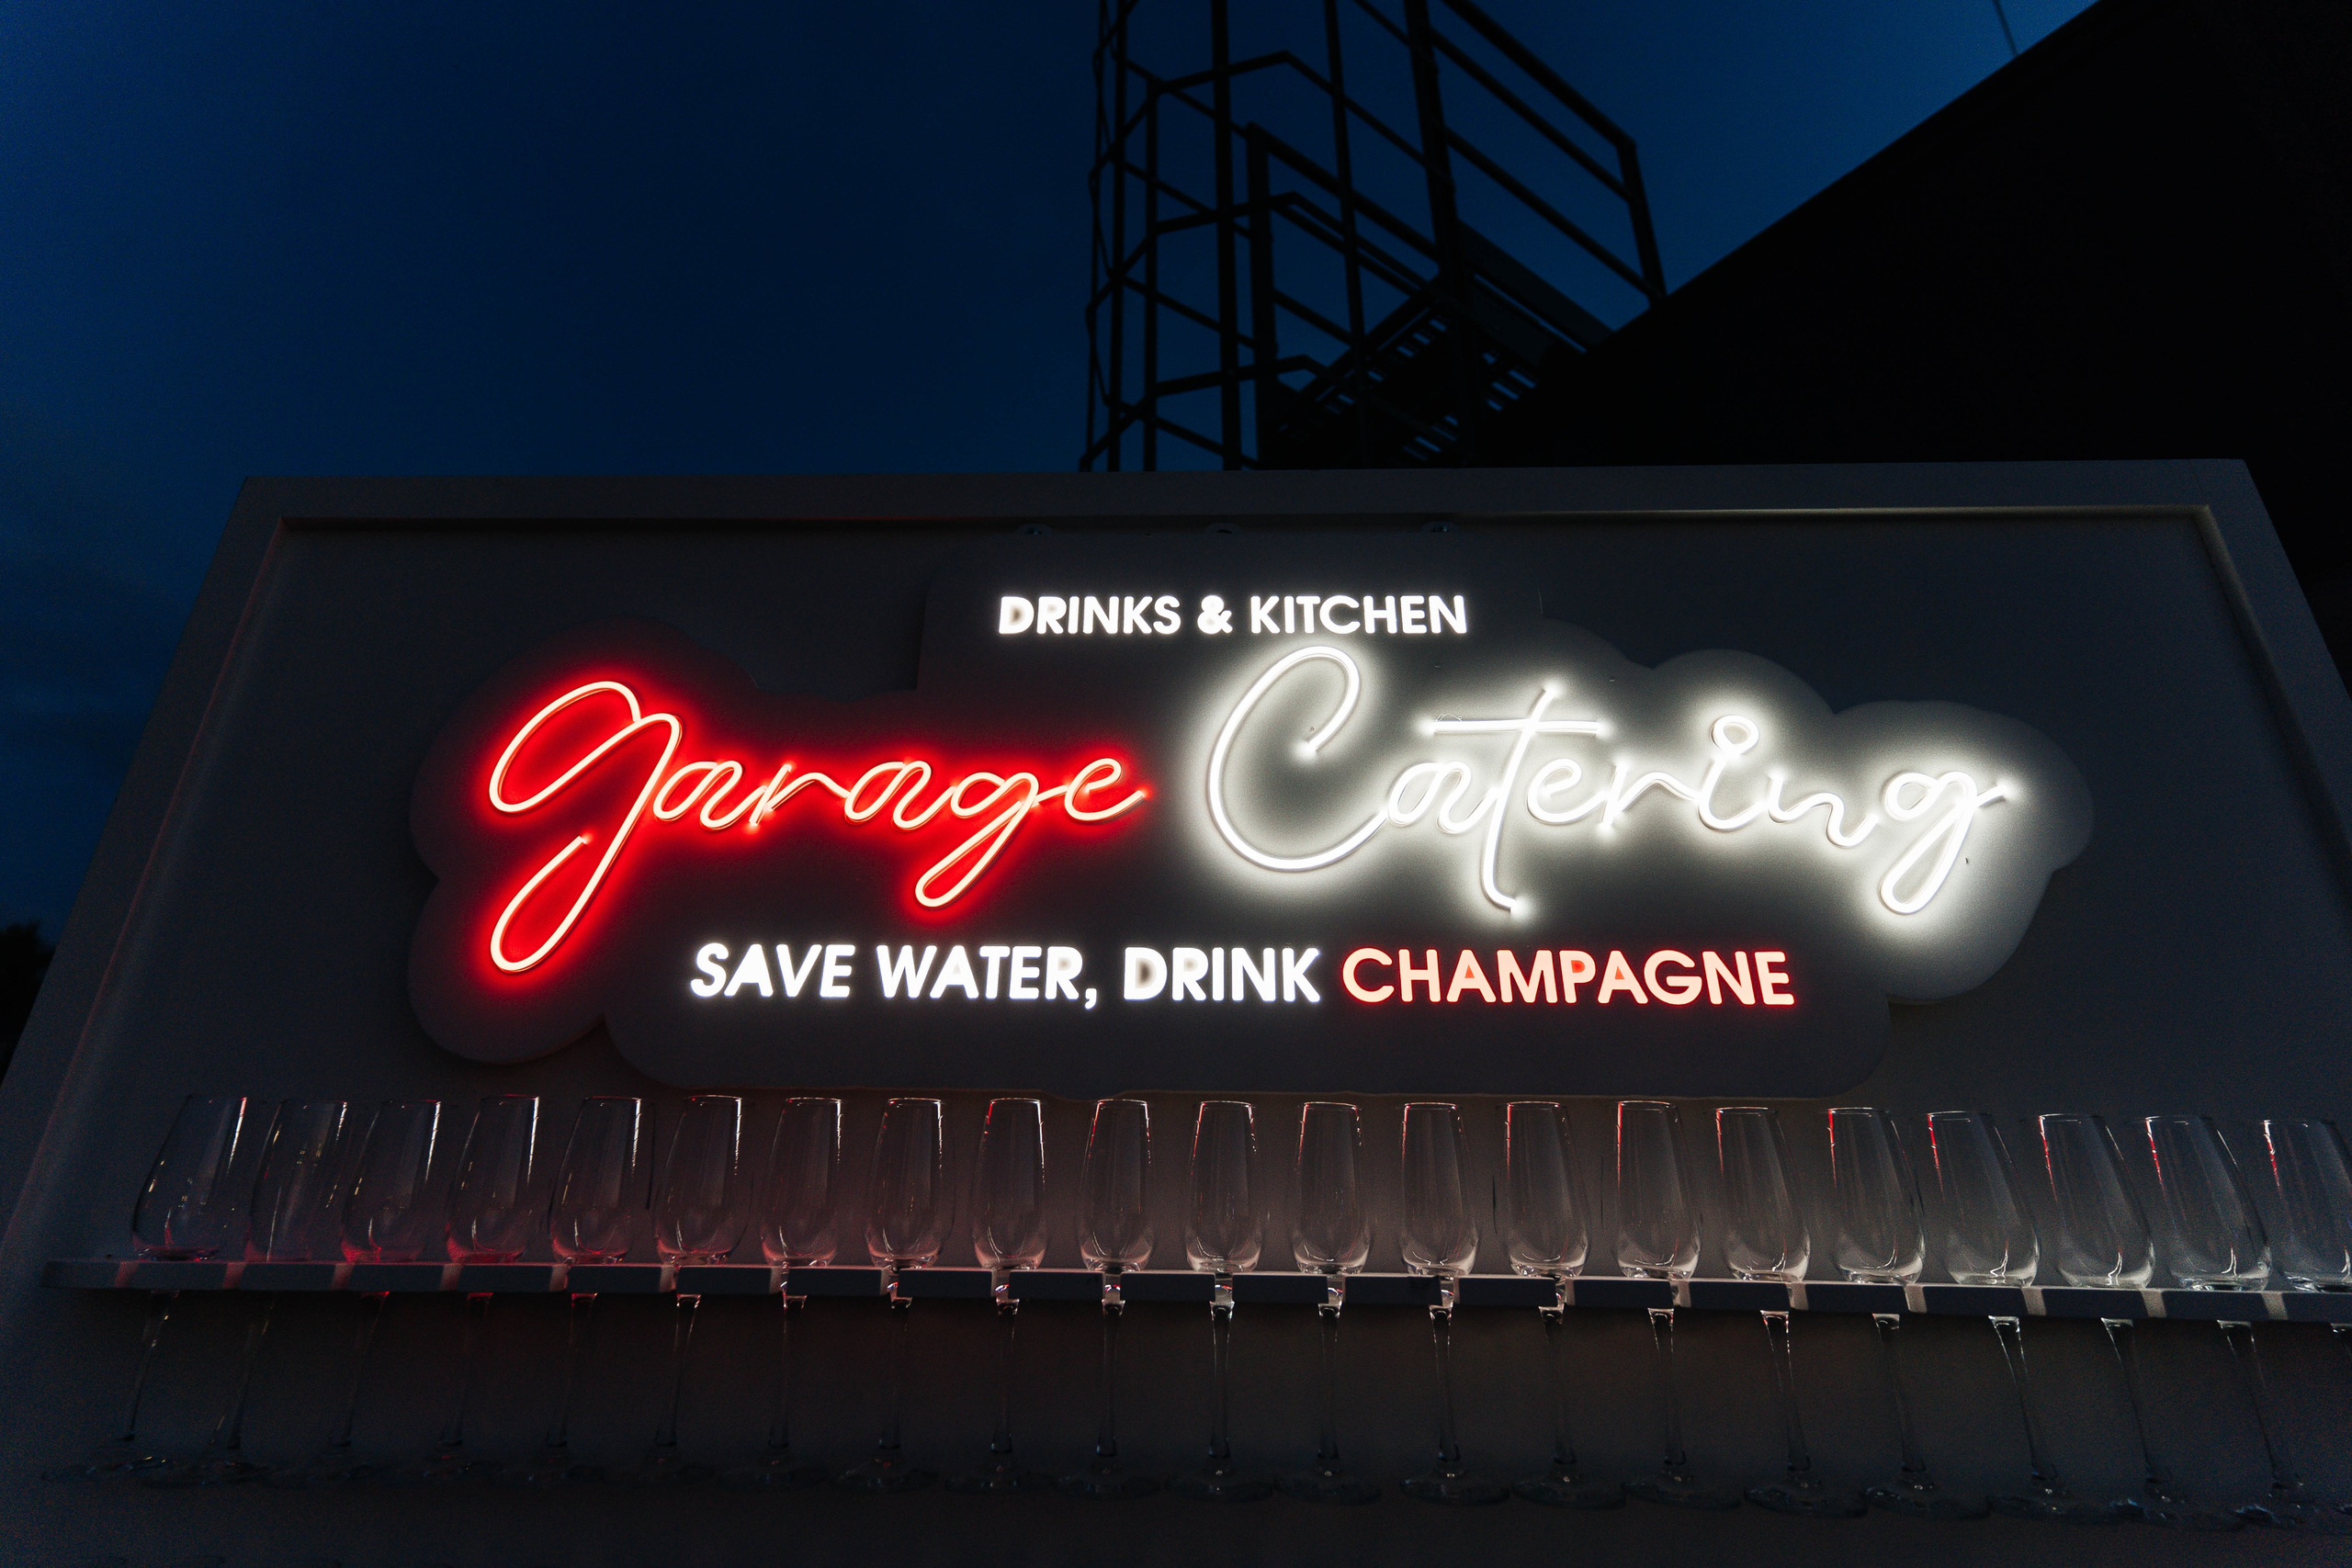 DRINKS & KITCHEN
garage Catering
SAVE WATER, DRINK CHAMPAGNE